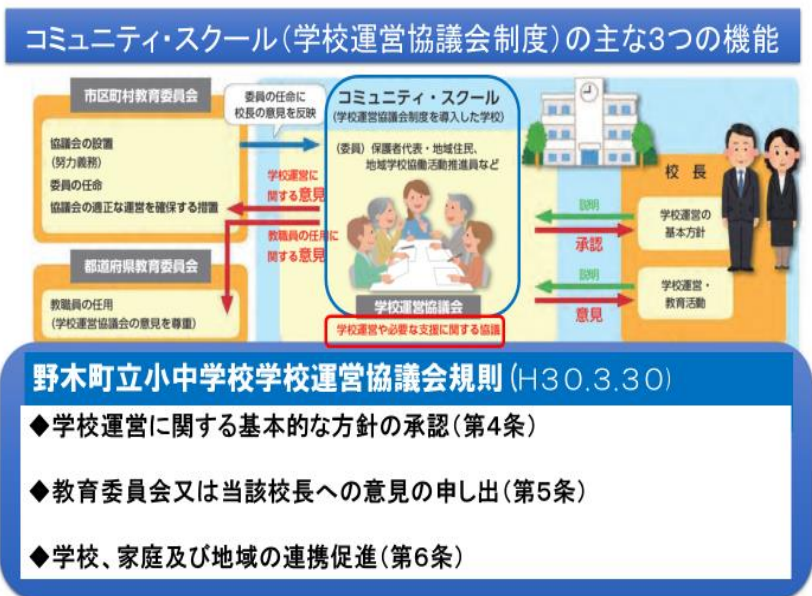 コミュニティ・スクール(学校運営協議会制度)の主な3つの機能
市区町村教育委員会
協議会の設置
(努力義務)
委員の任命
協議会の適正な運営を確保する措置
委員の任命に
校長の意見を反映
コミュニティ・スクール
(学校運営協議会制度を導入した学校)
(委員)保護者代表・地域住民、
地域学校協働活動推進員など
学校運営に
関する意見
教職員の任用に
関する意見
都道府県教育委員会
教職員の任用
(学校運営協議会の意見を尊重)
学校運営協議会
学校運営や必要な支援に関する協議
校長
説明
承認
学校運営の
基本方針
説明
意見
学校運営・
教育活動
野木町立小中学校学校運営協議会規則(H30.3.30)
◆学校運営に関する基本的な方針の承認(第4条)
◆教育委員会又は当該校長への意見の申し出(第5条)
◆学校、家庭及び地域の連携促進(第6条)